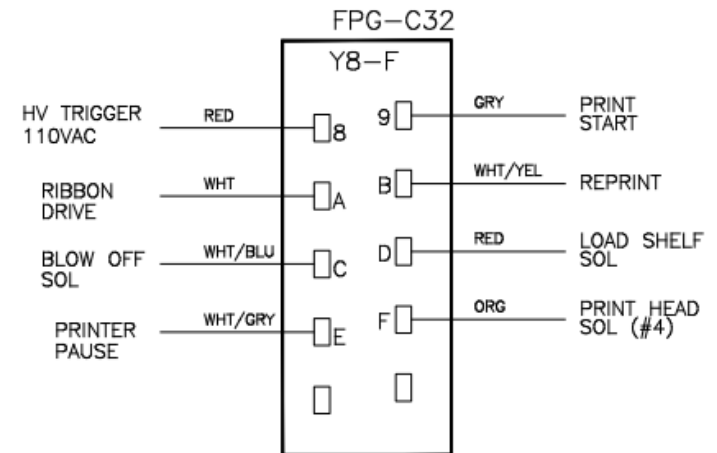 FPG-C32
Y8-F
HV TRIGGER
110VAC
RED
8
9
GRY
PRINT
START
RIBBON
DRIVE
WHT
A
B
WHT/YEL
REPRINT
BLOW OFF
SOL
WHT/BLU
C
D
RED
LOAD SHELF
SOL
PRINTER
PAUSE
WHT/GRY
E
F
ORG
PRINT HEAD
SOL (#4)